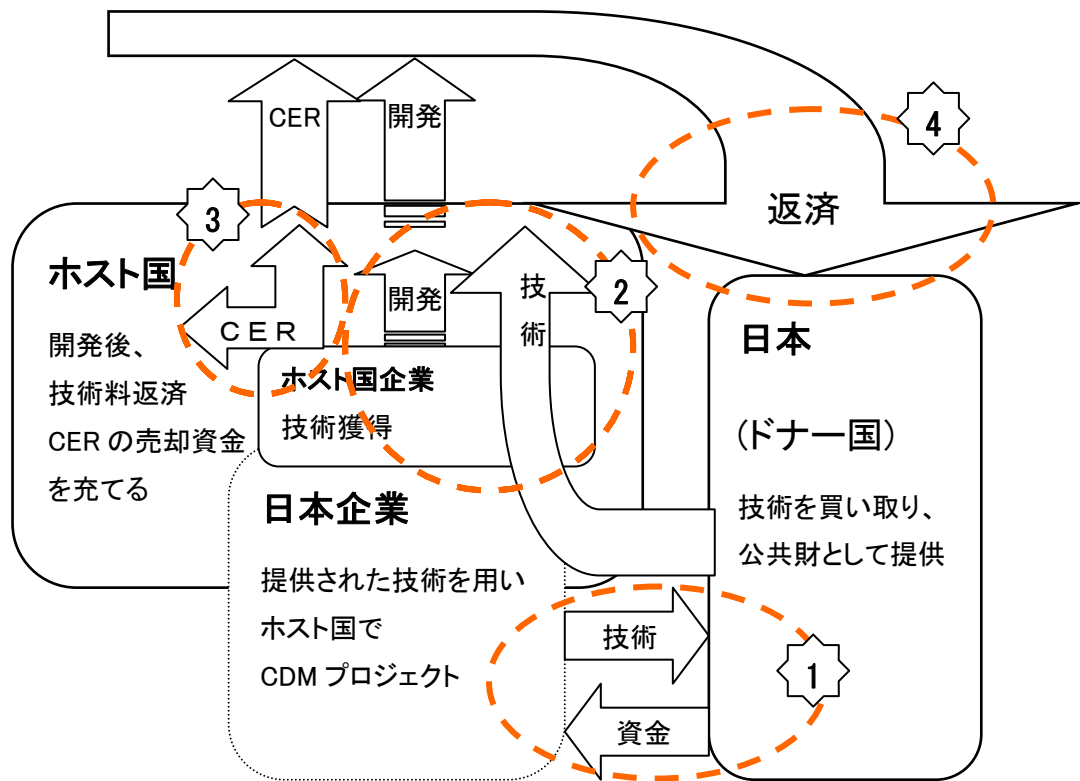 CER
開発
4
返済
3
ホスト国
開発後、
技術料返済
CER の売却資金
を充てる
CER
開発
技
術
2
ホスト国企業
技術獲得
日本
(ドナー国)
技術を買い取り、
公共財として提供
日本企業
提供された技術を用い
ホスト国で
CDM プロジェクト
技術
1
資金